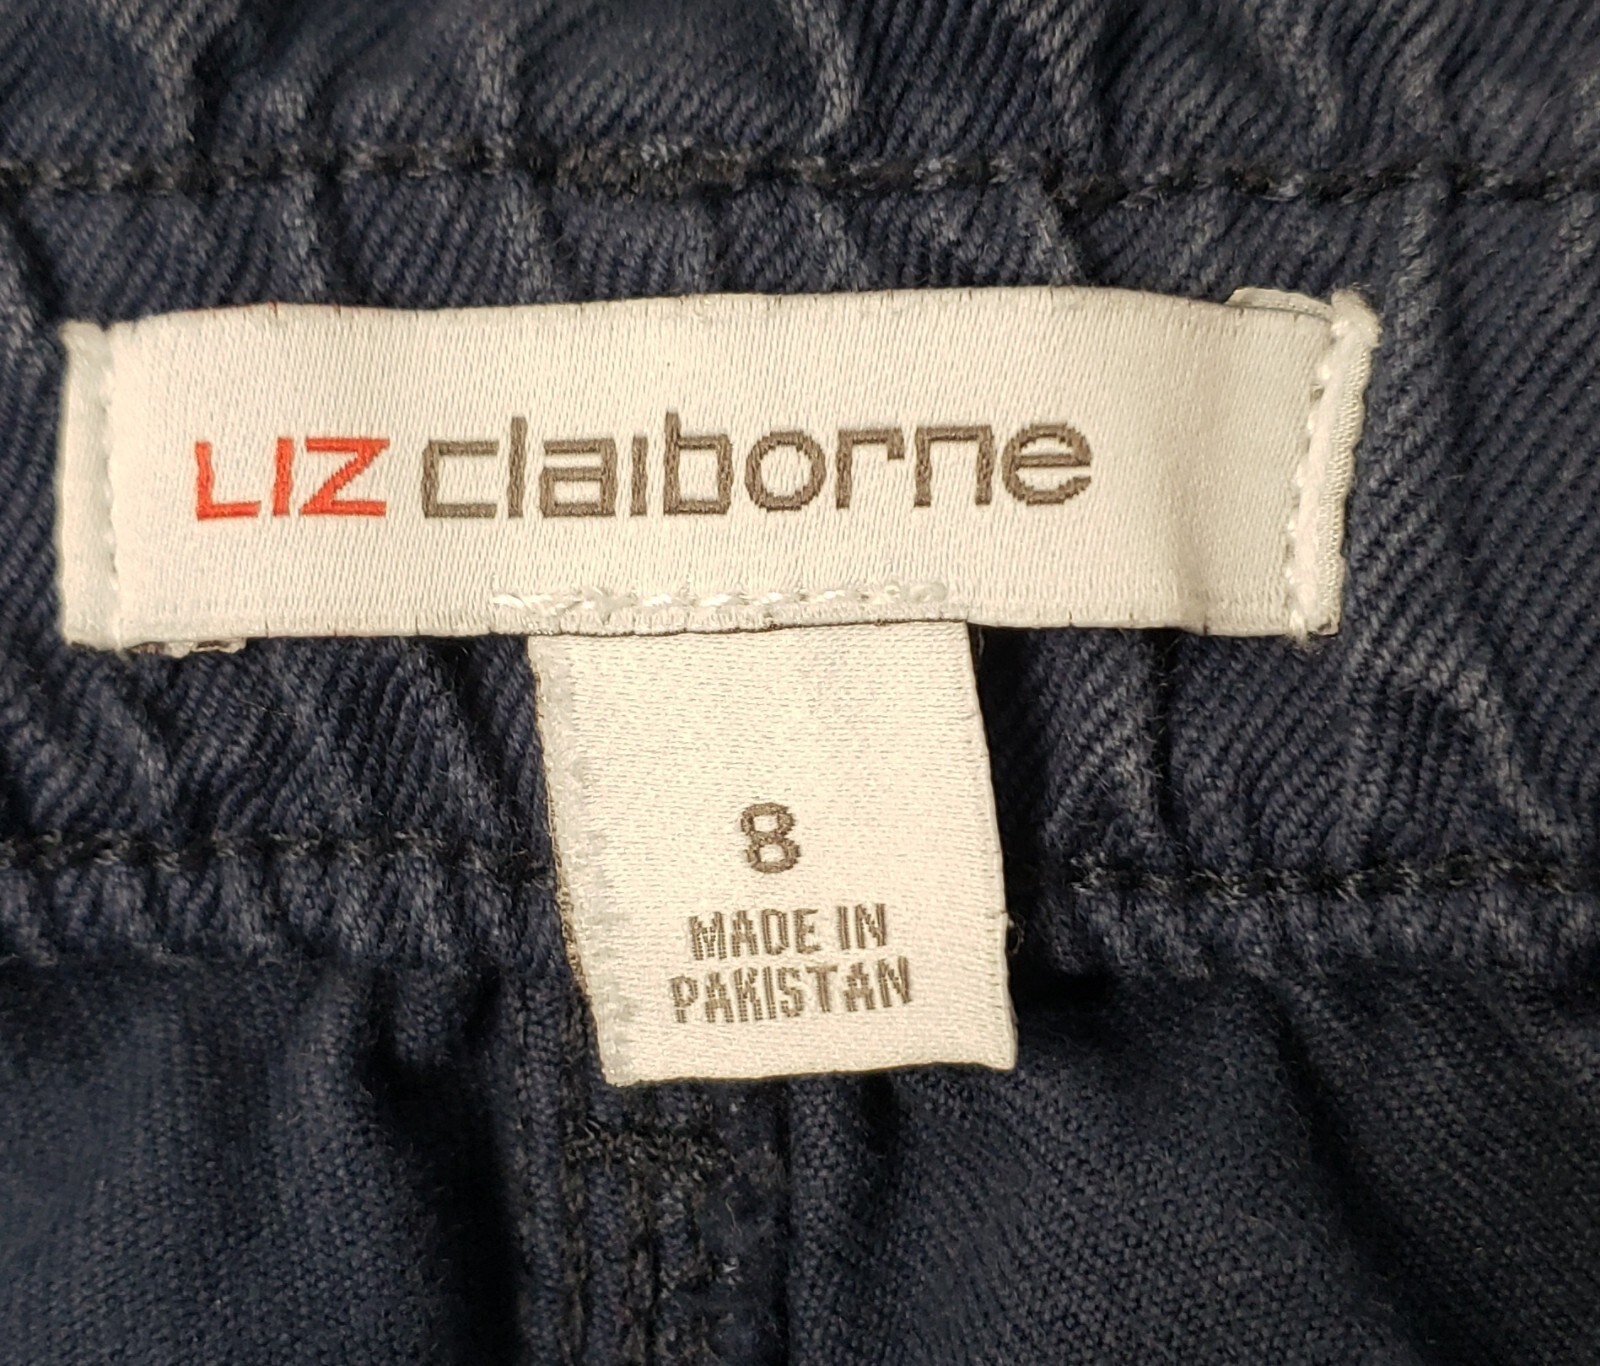 LIZ claiborne
8
MADE IN
PAKISTAN